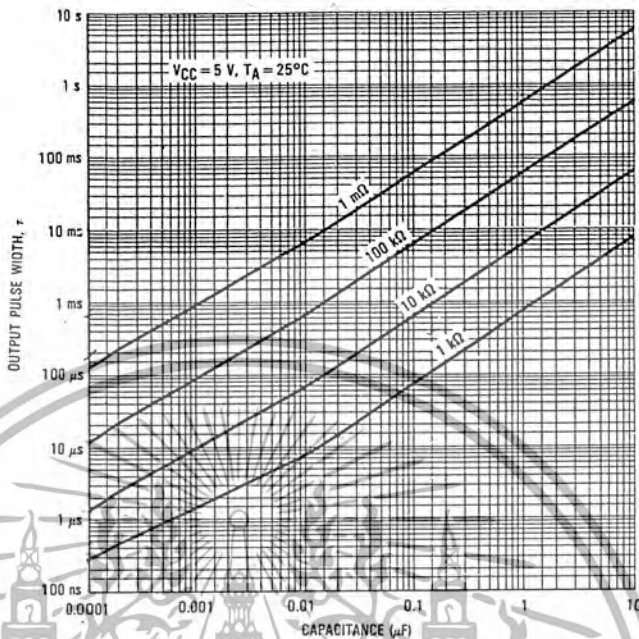 10 s
VCC = 5 V, TA = 25°C
1 s
100 ms
10 ms
1 ms
100 µs
10 µs
1 µs
100 ns
OUTPUT PULSE WIDTH, τ
1 mΩ
100 kΩ
10 kΩ
1 kΩ
0.0001
0.001
0.01
0.1
1
10
CAPACITANCE (µF)